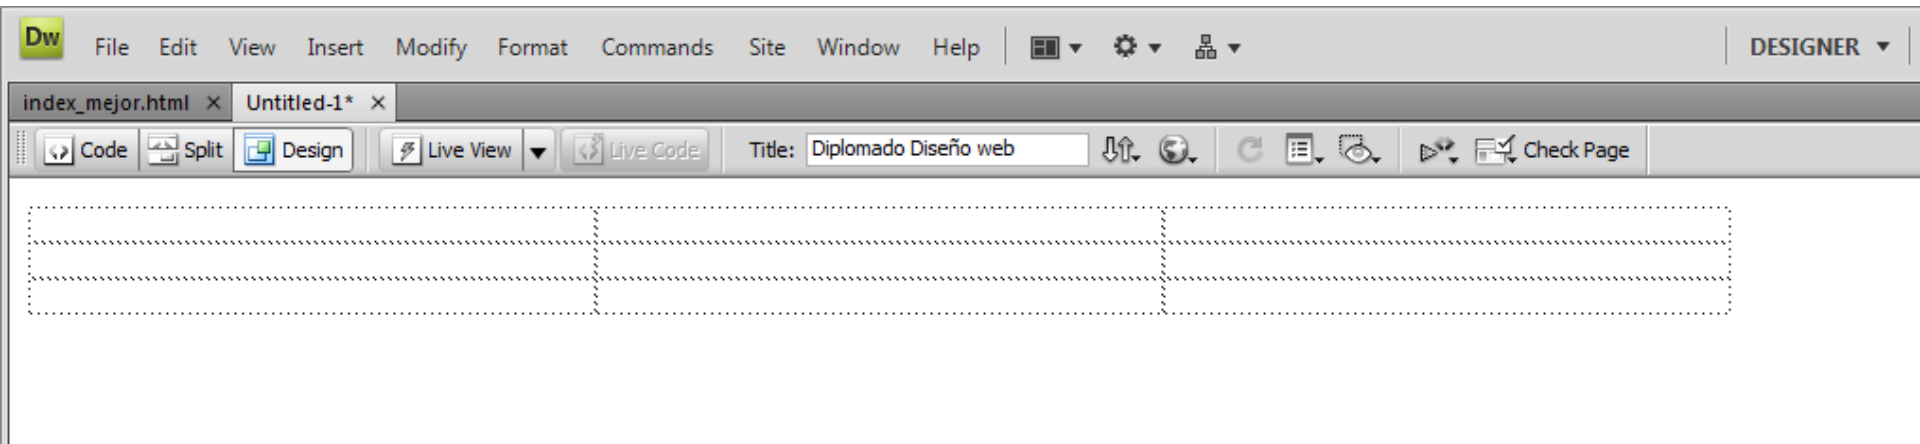 Dw File Edit View Insert Modify Format Commands Site Window Help DESIGNER
index_mejor.html Untitled-1*
Code Split Design Live View Live Code Title: Diplomado Diseño web Check Page